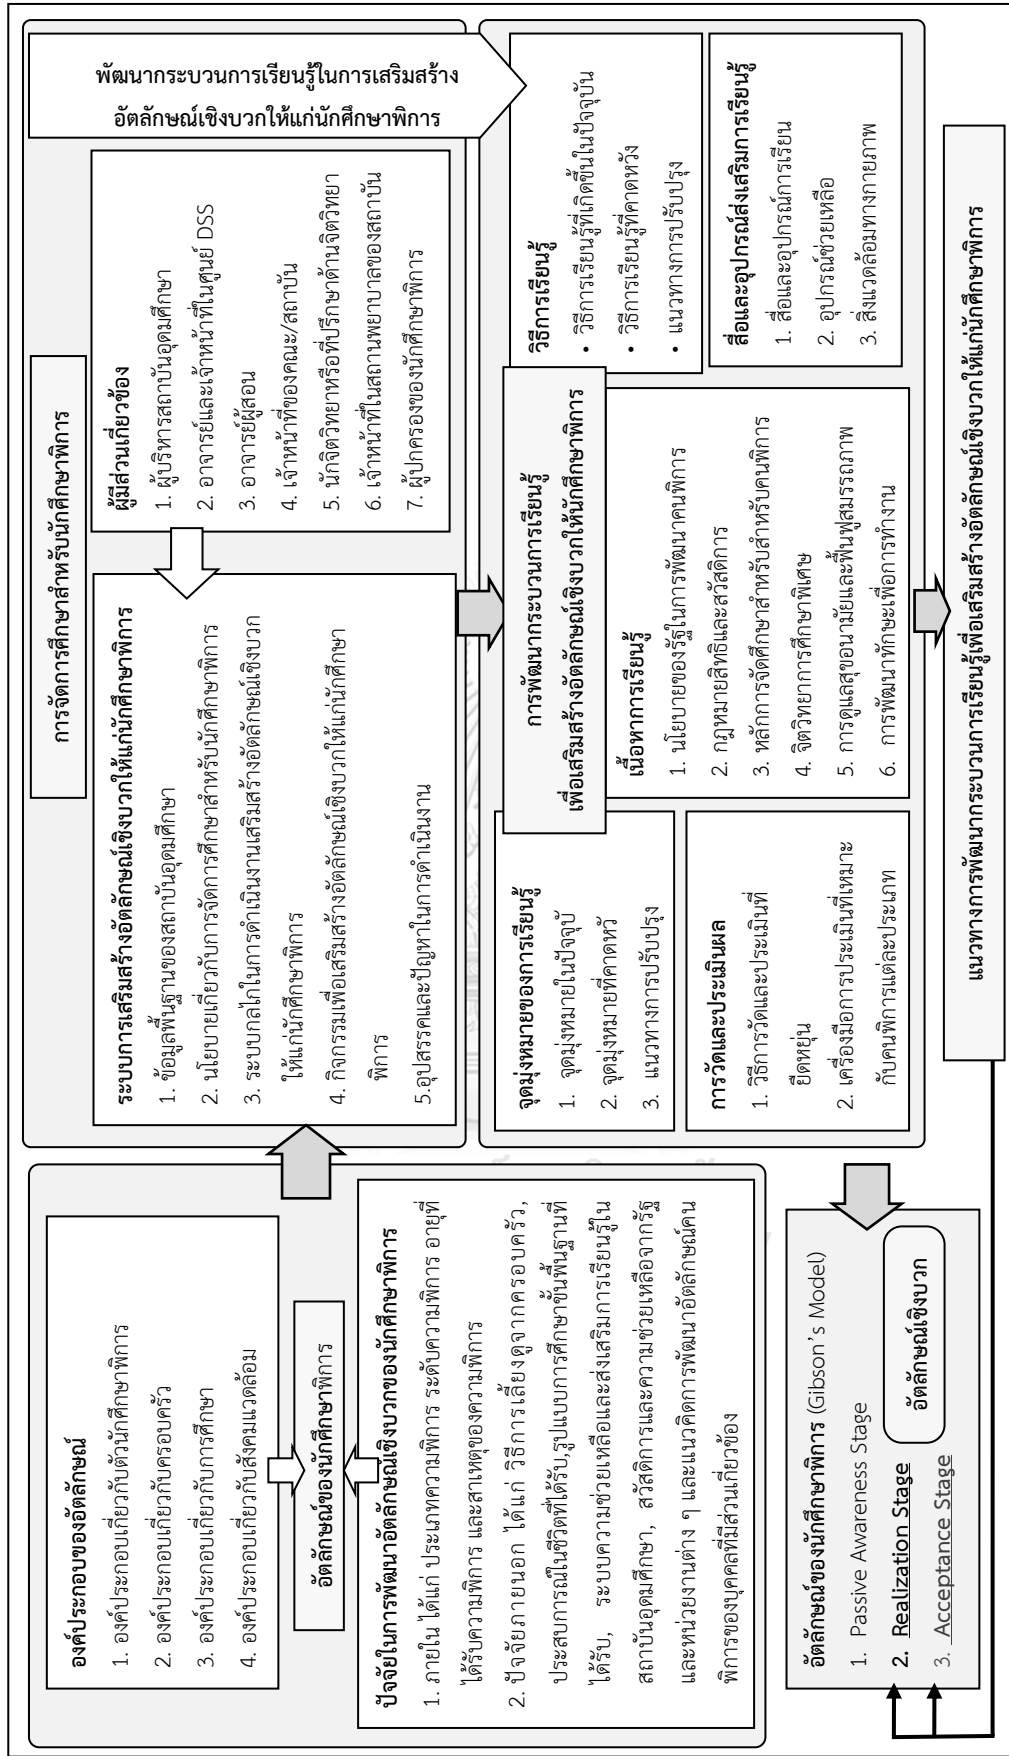 องค์ประกอบของอัตลักษณ์
1. องค์ประกอบเกี่ยวกับตัวนักศึกษาพิการ
2. องค์ประกอบเกี่ยวกับครอบครัว
3. องค์ประกอบเกี่ยวกับการศึกษา
4. องค์ประกอบเกี่ยวกับสังคมแวดล้อม
อัตลักษณ์ของนักศึกษาพิการ
ปัจจัยในการพัฒนาอัตลักษณ์เชิงบวกของนักศึกษาพิการ
1. ภายใน ได้แก่ ประเภทความพิการ ระดับความพิการ อายุที่
ได้รับความพิการ และสาเหตุของความพิการ
2. ปัจจัยภายนอก ได้แก่ วิธีการเลี้ยงดูจากครอบครัว,
ประสบการณ์ในชีวิตที่ได้รับ,รูปแบบการศึกษาขั้นพื้นฐานที่
ได้รับ, ระบบความช่วยเหลือและส่งเสริมการเรียนรู้ใน
สถาบันอุดมศึกษา, สวัสดิการและความช่วยเหลือจากรัฐ
และหน่วยงานต่าง ๆ และแนวคิดการพัฒนาอัตลักษณ์คน
พิการของบุคคลที่มีส่วนเกี่ยวข้อง
การจัดการศึกษาสำหรับนักศึกษาพิการ
ระบบการเสริมสร้างอัตลักษณ์เชิงบวกให้แก่นักศึกษาพิการ
1. ข้อมูลพื้นฐานของสถาบันอุดมศึกษา
2. นโยบายเกี่ยวกับการจัดการศึกษาสำหรับนักศึกษาพิการ
3. ระบบกลไกในการดำเนินงานเสริมสร้างอัตลักษณ์เชิงบวก
ให้แก่นักศึกษาพิการ
4. กิจกรรมเพื่อเสริมสร้างอัตลักษณ์เชิงบวกให้แก่นักศึกษา
พิการ
5.อุปสรรคและปัญหาในการดำเนินงาน
ผู้มีส่วนเกี่ยวข้อง
1. ผู้บริหารสถาบันอุดมศึกษา
2. อาจารย์และเจ้าหน้าที่ในศูนย์ DSS
3. อาจารย์ผู้สอน
4. เจ้าหน้าที่ของคณะ/สถาบัน
5. นักจิตวิทยาหรือที่ปรึกษาด้านจิตวิทยา
6. เจ้าหน้าที่ในสถานพยาบาลของสถาบัน
7. ผู้ปกครองของนักศึกษาพิการ
พัฒนากระบวนการเรียนรู้ในการเสริมสร้าง
อัตลักษณ์เชิงบวกให้แก่นักศึกษาพิการ
การพัฒนากระบวนการเรียนรู้
เพื่อเสริมสร้างอัตลักษณ์เชิงบวกให้นักศึกษาพิการ
จุดมุ่งหมายของการเรียนรู้
1. จุดมุ่งหมายในปัจจุบั
2. จุดมุ่งหมายที่คาดหวั
3. แนวทางการปรับปรุง
การวัดและประเมินผล
1. วิธีการวัดและประเมินที่
ยืดหยุ่น
2. เครื่องมือการประเมินที่เหมาะ
กับคนพิการแต่ละประเภท
เนื้อหาการเรียนรู้
1. นโยบายของรัฐในการพัฒนาคนพิการ
2. กฎหมายสิทธิและสวัสดิการ
3. หลักการจัดศึกษาสำหรับสำหรับคนพิการ
4. จิตวิทยาการศึกษาพิเศษ
5. การดูแลสุขอนามัยและฟื้นฟูสมรรถภาพ
6. การพัฒนาทักษะเพื่อการทำงาน
วิธีการเรียนรู้
• วิธีการเรียนรู้ที่เกิดขึ้นในปัจจุบัน
• วิธีการเรียนรู้ที่คาดหวัง
• แนวทางการปรับปรุง
สื่อและอุปกรณ์ส่งเสริมการเรียนรู้
1. สื่อและอุปกรณ์การเรียน
2. อุปกรณ์ช่วยเหลือ
3. สิ่งแวดล้อมทางกายภาพ
อัตลักษณ์ของนักศึกษาพิการ (Gibson's Model)
1. Passive Awareness Stage
2. Realization Stage
3. Acceptance Stage
อัตลักษณ์เชิงบวก
แนวทางการพัฒนากระบวนการเรียนรู้เพื่อเสริมสร้างอัตลักษณ์เชิงบวกให้แก่นักศึกษาพิการ